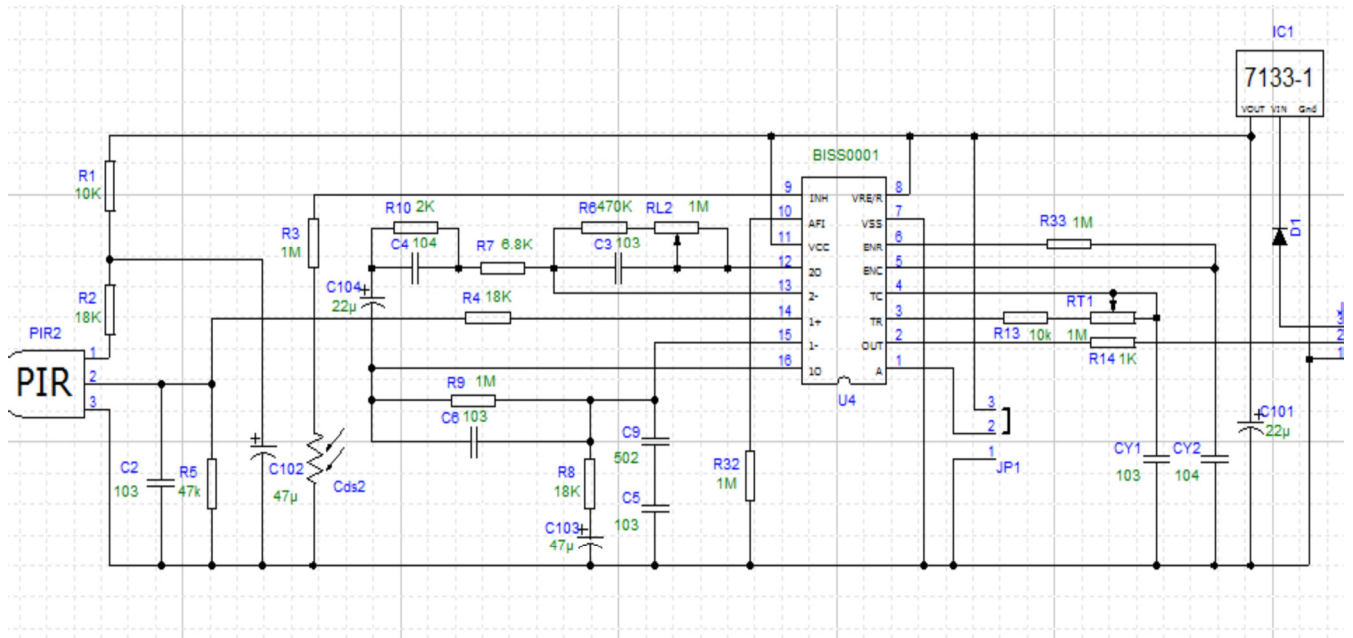 IC1
7133-1
VOUT VIN Gnd
BISS0001
R1
10K
9
INH
VRE/R
8
10
AFI
VSS
7
11
VCC
ENR
6
12
2O
ENC
5
13
2-
TC
4
14
1+
TR
3
15
1-
OUT
2
16
1O
A
1
U4
R3
1M
R10 2K
C4 104
R7 6.8K
R6 470K
RL2 1M
C3 103
R33 1M
D1
C104
22µ
R4 18K
R2
18K
RT1
R13 10k
1M
R14 1K
3
2
1
PIR2
PIR
1
2
3
R9 1M
C6 103
C9
502
R32
1M
3
2
1
JP1
C101
22µ
C2
103
R5
47k
C102
47µ
Cds2
R8
18K
C5
103
C103
47µ
CY1
103
CY2
104